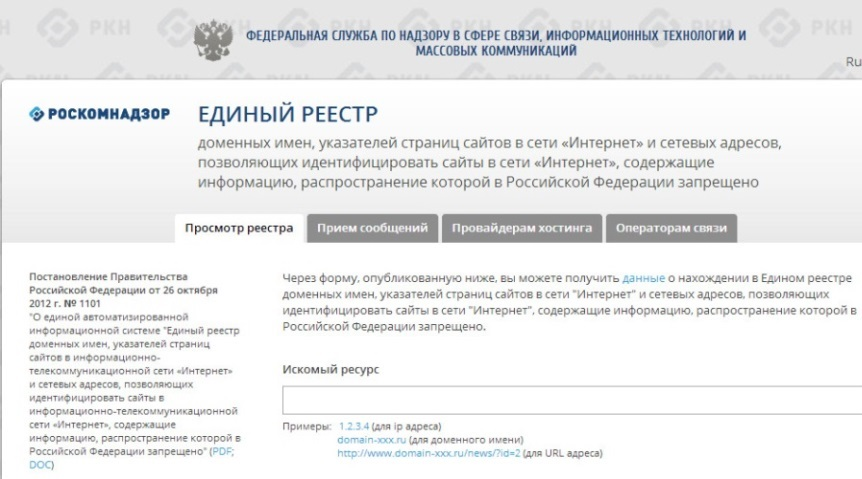 РКН
РКН
ФЕДЕРАЛЬНАЯ СЛУЖБА ПО НАДЗОРУ В СФЕРЕ СВЯЗИ, ИНФОРМАЦИОННЫХ ТЕХНОЛОГИЙ И
МАССОВЫХ КОММУНИКАЦИЙ
Ru
РОСКОМНАДЗОР
ЕДИНЫЙ РЕЕСТР
доменных имен, указателей страниц сайтов в сети «Интернет» и сетевых адресов,
позволяющих идентифицировать сайты в сети «Интернет», содержащие
информацию, распространение которой в Российской Федерации запрещено
Просмотр реестра Прием сообщений Провайдерам хостинга Операторам связи
Постановление Правительства
Российской Федерации от 26 октября
2012 г. № 1101
"О единой автоматизированной
информационной системе "Единый реестр
доменных имен, указателей страниц
сайтов в информационно-
телекоммуникационной сети «Интернет»
и сетевых адресов, позволяющих
идентифицировать сайты в
информационно-телекоммуникационной
сети «Интернет», содержащие
информацию, распространение которой в
Российской Федерации запрещено" (PDF;
DOC)
Через форму, опубликованную ниже, вы можете получить данные о нахождении в Едином реестре
доменных имен, указателей страниц сайтов в сети "Интернет" и сетевых адресов, позволяющих
идентифицировать сайты в сети "Интернет", содержащие информацию, распространение которой в
Российской Федерации запрещено.
Искомый ресурс
Примеры: 1.2.3.4 (для ip адреса)
domain-xxx.ru (для доменного имени)
http://www.domain-xxx.ru/news/?id=2 (для URL адреса)